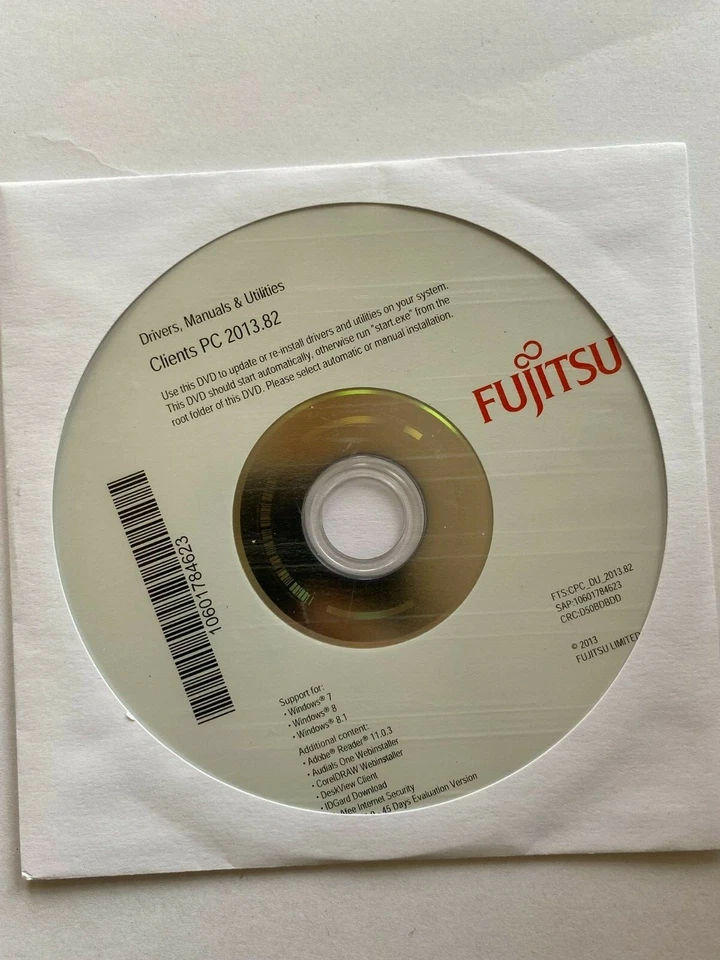 Drivers, Manuals & Utilities
Clients PC 2013.82
Use this DVD to update or re-install drivers and utilities on your system.
This DVD should start automatically, otherwise run "start.exe" from the
root folder of this DVD. Please select automatic or manual installation.
FUJITSU
10601784623
FTS:CPC_DU_2013.82
SAP:10601784623
CRC:D50BDBDD
© 2013
FUJITSU LIMITED
Support for:
• Windows® 7
• Windows® 8
• Windows® 8.1
Additional content:
• Adobe® Reader® 11.0.3
• Audials One Webinstaller
• CorelDRAW Webinstaller
• DeskView Client
• IDGard Download
Afee Internet Security
0 - 45 Days Evaluation Version